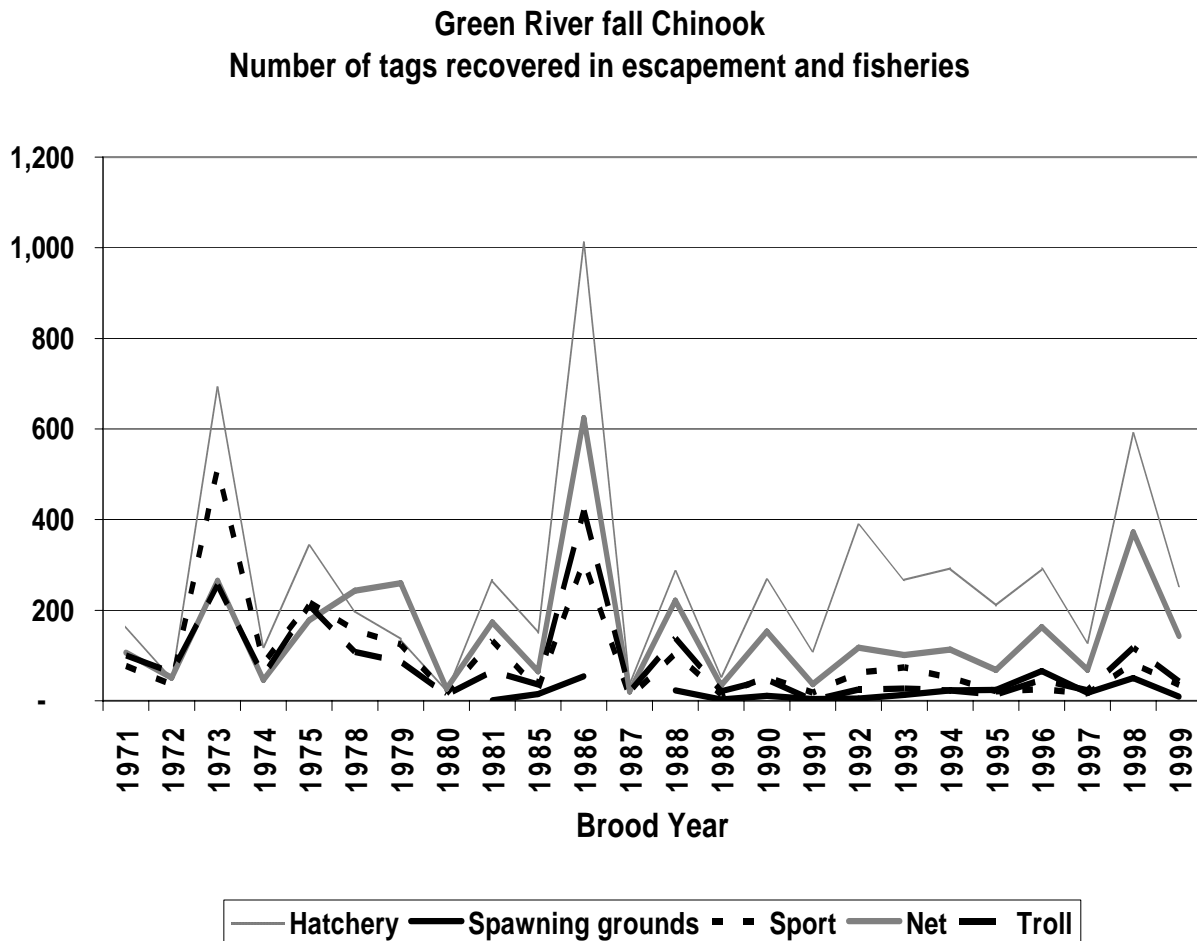 Green River fall Chinook
Number of tags recovered in escapement and fisheries
1,200
1,000
800
600
400
200
-
1971 1972 1973 1974 1975 1978 1979 1980 1981 1985 1986 1987 1988 1989 1990 1991 1992 1993 1994 1995 1996 1997 1998 1999
Brood Year
Hatchery Spawning grounds Sport Net Troll